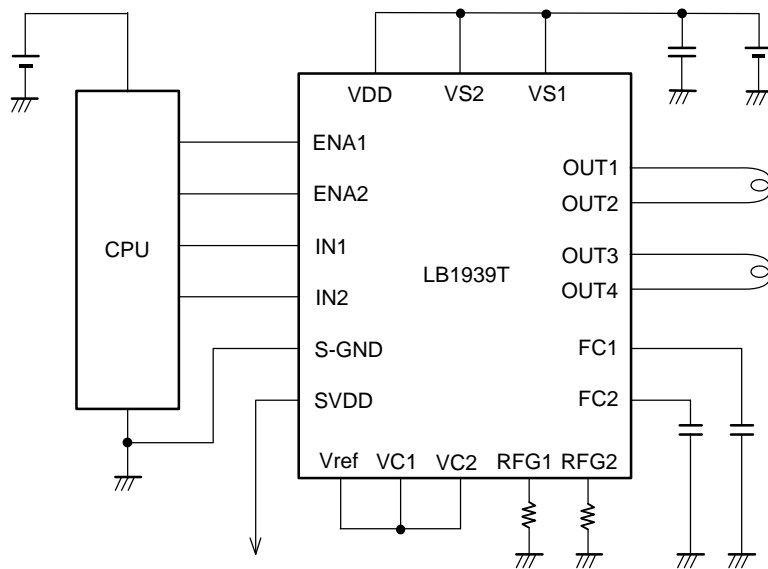 VDD VS2 VS1
ENA1
ENA2
CPU
IN1
IN2
S-GND
SVDD
LB1939T
OUT1
OUT2
OUT3
OUT4
FC1
FC2
Vref VC1 VC2 RFG1 RFG2